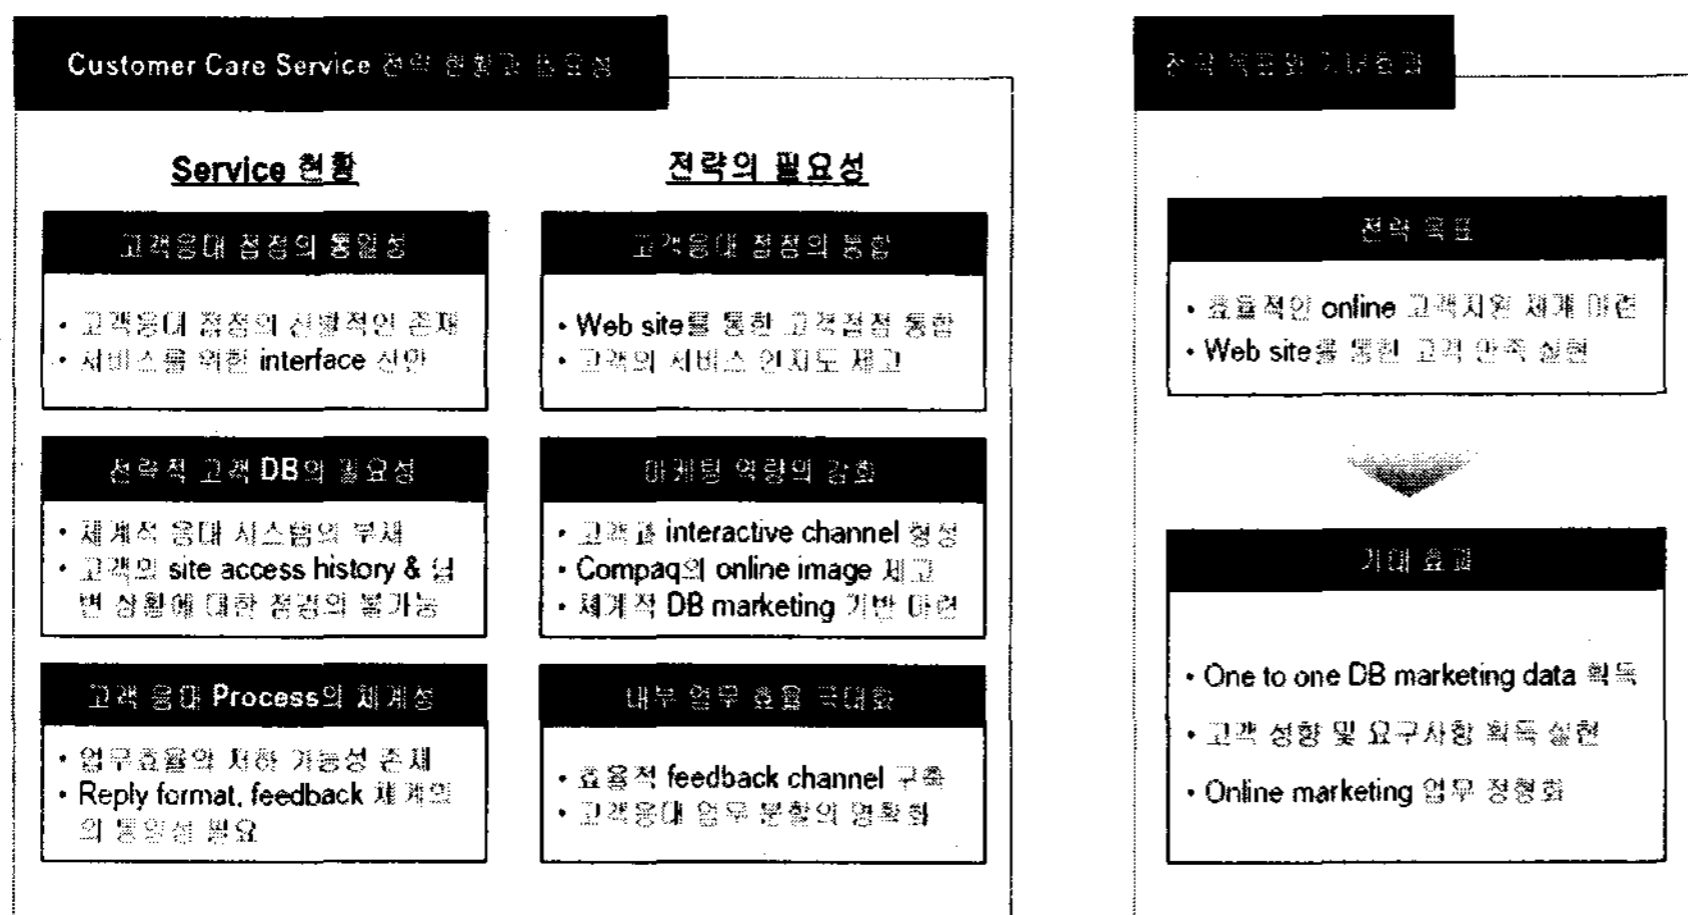 Customer Care Service 전략 현황과 필요성
Service 현황
고객응대 접점의 통일성
• 고객응대 접점의 산발적인 존재
• 서비스를 위한 interface 산만
전략적 고객 DB의 필요성
• 체계적 응대 시스템의 부재
• 고객의 site access history & 답
변 상황에 대한 점검의 불가능
고객 응대 Process의 체계성
• 업무효율의 저하 가능성 존재
• Reply format, feedback 체계의
의 통일성 필요
전략의 필요성
고객응대 접점의 통합
• Web site를 통한 고객접점 통합
• 고객의 서비스 인지도 제고
마케팅 역량의 강화
• 고객과 interactive channel 형성
• Compaq의 online image 제고
• 체계적 DB marketing 기반 마련
내부 업무 효율 극대화
• 효율적 feedback channel 구축
• 고객응대 업무 분할의 명확화
전략 목표와 기대효과
전략 목표
• 효율적인 online 고객지원 체계 마련
• Web site를 통한 고객 만족 실현
기대 효과
• One to one DB marketing data 획득
• 고객 성향 및 요구사항 획득 실현
• Online marketing 업무 정형화